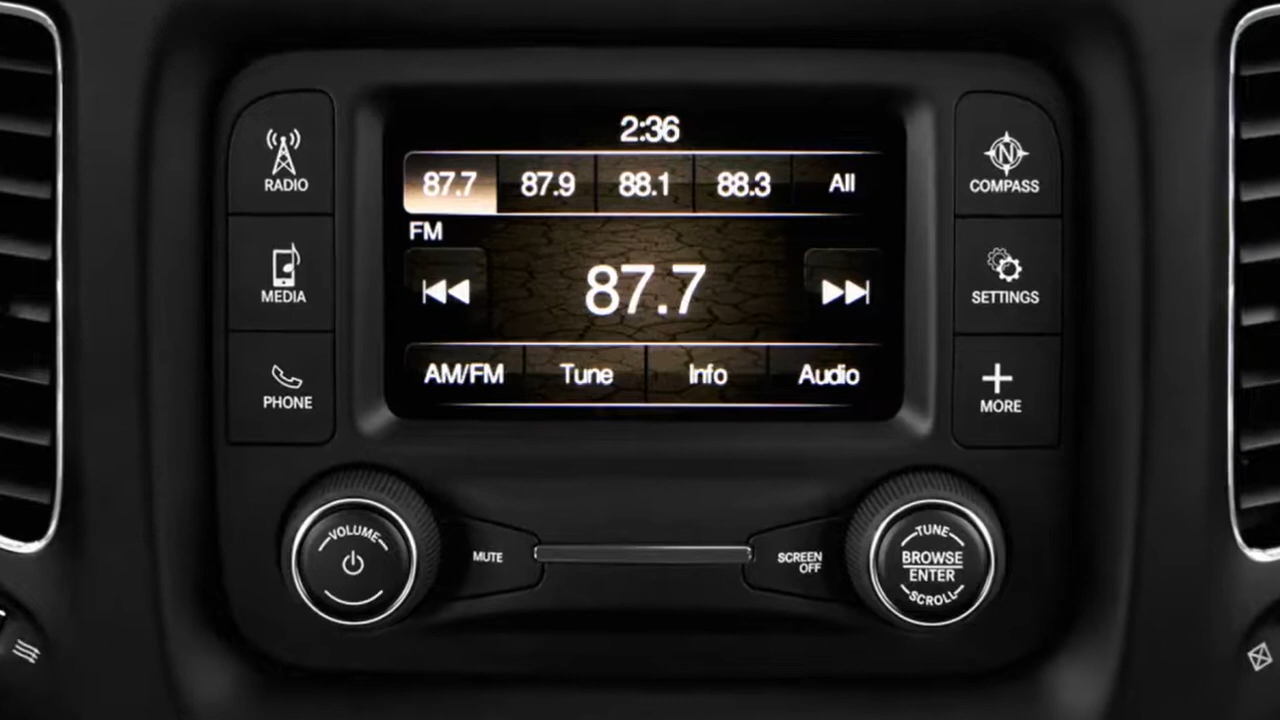 2:36
87.7 87.9 88.1 88.3 All
FM
87.7
AM/FM Tune Info Audio
RADIO
MEDIA
PHONE
N
COMPASS
SETTINGS
MORE
VOLUME
MUTE
SCREEN
OFF
TUNE
BROWSE
ENTER
SCROLL